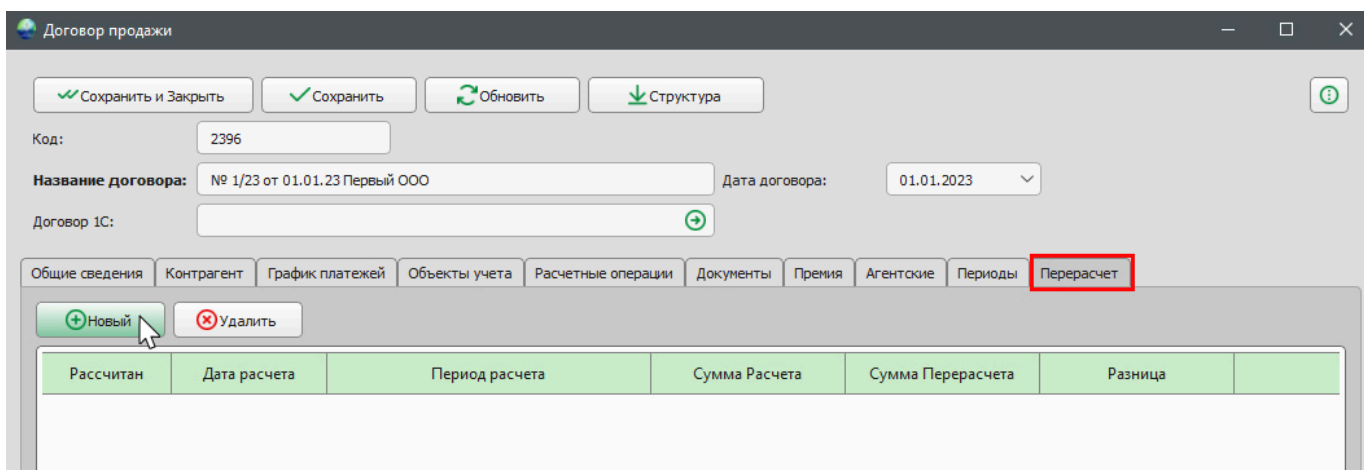 Договор продажи
Сохранить и Закрыть Сохранить Обновить Структура
Код: 2396
Название договора: № 1/23 от 01.01.23 Первый ООО Дата договора: 01.01.2023
Договор 1С:
Общие сведения Контрагент График платежей Объекты учета Расчетные операции Документы Премия Агентские Периоды Перерасчет
Новый Удалить
Рассчитан Дата расчета Период расчета Сумма Расчета Сумма Перерасчета Разница